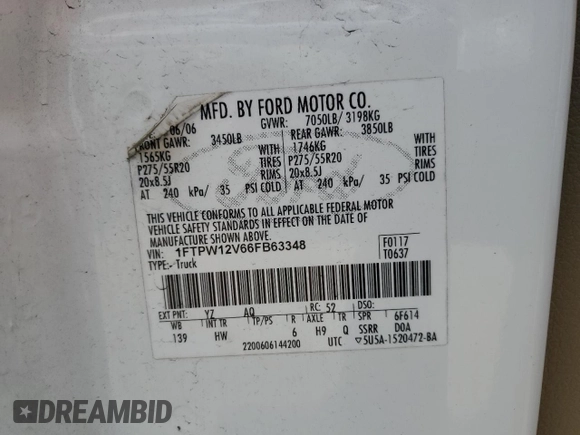 MFD. BY FORD MOTOR CO.
06/06 GVWR: 7050LB/ 3198KG
FRONT GAWR: 3450LB REAR GAWR: 3850LB
1565KG WITH 1746KG WITH
P275/55R20 TIRES P275/55R20 TIRES
20x8.5J RIMS 20x8.5J RIMS
AT 240 kPa/ 35 PSI COLD AT 240 kPa/ 35 PSI COLD
THIS VEHICLE CONFORMS TO ALL APPLICABLE FEDERAL MOTOR
VEHICLE SAFETY STANDARDS IN EFFECT ON THE DATE OF
MANUFACTURE SHOWN ABOVE.
VIN: 1FTPW12V66FB63348 F0117
TYPE: Truck T0637
EXT PNT: YZ AQ RC: 52 DSO:
WB INT TR TP/PS R AXLE TR SPR 6F614
139 HW 6 H9 Q SSRR DOA
2200606144200 UTC ▽5U5A-1520472-BA
Ford
DREAMBID